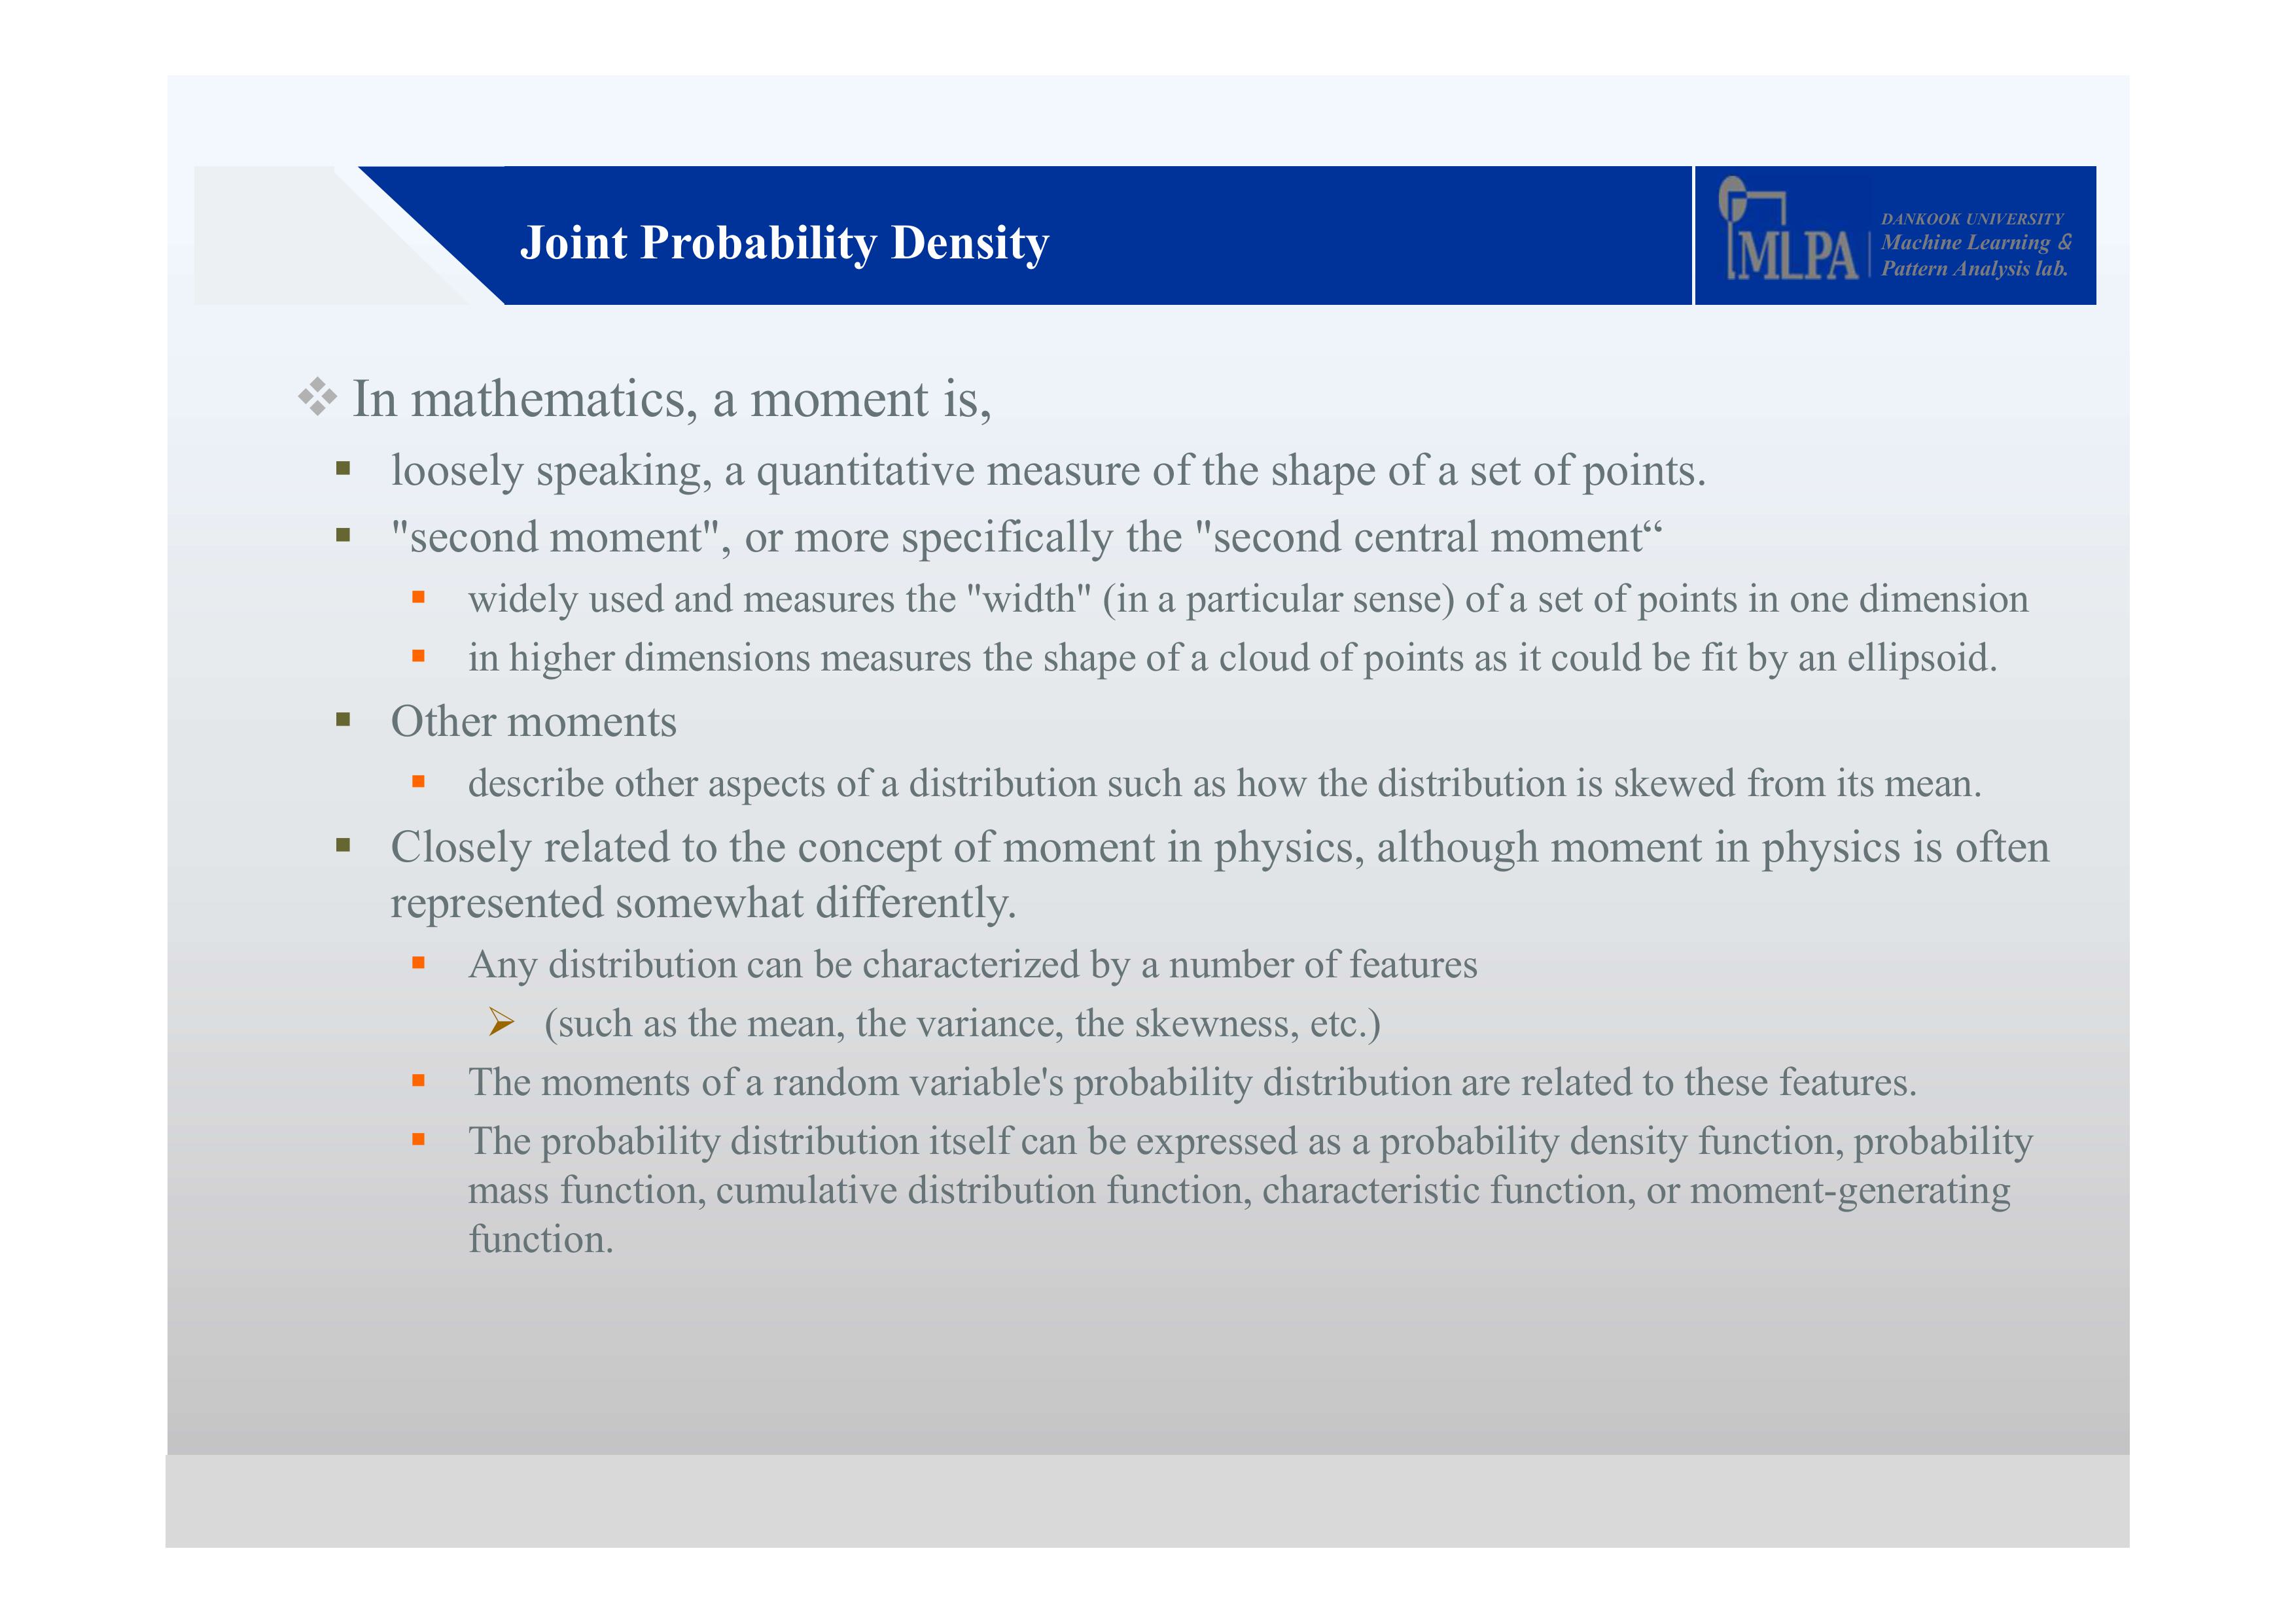 Joint Probability Density
MLPA
DANKOOK UNIVERSITY
Machine Learning &
Pattern Analysis lab.
In mathematics, a moment is,
loosely speaking, a quantitative measure of the shape of a set of points.
"second moment", or more specifically the "second central moment“
widely used and measures the "width" (in a particular sense) of a set of points in one dimension
in higher dimensions measures the shape of a cloud of points as it could be fit by an ellipsoid.
Other moments
describe other aspects of a distribution such as how the distribution is skewed from its mean.
Closely related to the concept of moment in physics, although moment in physics is often
represented somewhat differently.
Any distribution can be characterized by a number of features
(such as the mean, the variance, the skewness, etc.)
The moments of a random variable's probability distribution are related to these features.
The probability distribution itself can be expressed as a probability density function, probability
mass function, cumulative distribution function, characteristic function, or moment-generating
function.